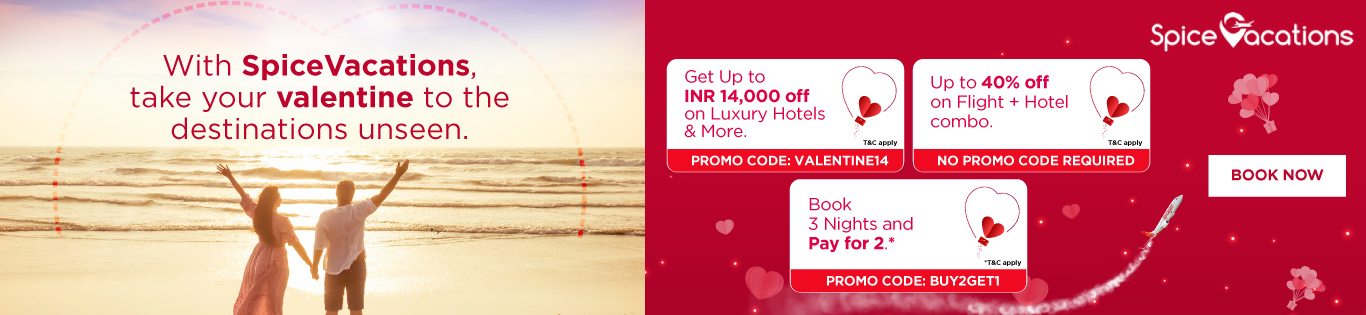 With SpiceVacations,
take your valentine to the
destinations unseen.
SpiceVacations
Get Up to
INR 14,000 off
on Luxury Hotels
& More.
T&C apply
PROMO CODE: VALENTINE14
Up to 40% off
on Flight + Hotel
combo.
T&C apply
NO PROMO CODE REQUIRED
Book
3 Nights and
Pay for 2.*
*T&C apply
PROMO CODE: BUY2GET1
BOOK NOW